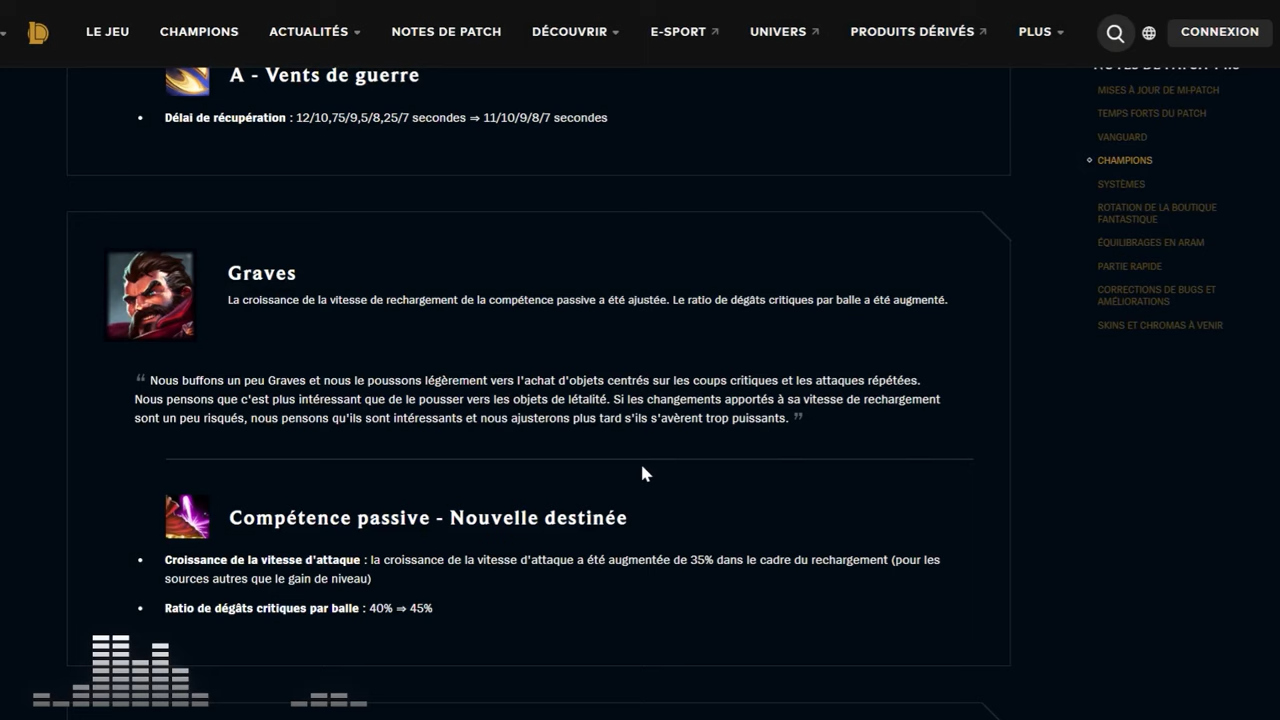 LE JEU
CHAMPIONS
ACTUALITÉS
NOTES DE PATCH
DÉCOUVRIR
E-SPORT
UNIVERS
PRODUITS DÉRIVÉS
PLUS
CONNEXION
A - Vents de guerre
Délai de récupération : 12/10,75/9,5/8,25/7 secondes ⇒ 11/10/9/8/7 secondes
Graves
La croissance de la vitesse de rechargement de la compétence passive a été ajustée. Le ratio de dégâts critiques par balle a été augmenté.
“ Nous buffons un peu Graves et nous le poussons légèrement vers l'achat d'objets centrés sur les coups critiques et les attaques répétées.
Nous pensons que c'est plus intéressant que de le pousser vers les objets de létalité. Si les changements apportés à sa vitesse de rechargement
sont un peu risqués, nous pensons qu'ils sont intéressants et nous ajusterons plus tard s'ils s'avèrent trop puissants. ”
Compétence passive - Nouvelle destinée
Croissance de la vitesse d'attaque : la croissance de la vitesse d'attaque a été augmentée de 35% dans le cadre du rechargement (pour les
sources autres que le gain de niveau)
Ratio de dégâts critiques par balle : 40% ⇒ 45%
MISES À JOUR DE MI-PATCH
TEMPS FORTS DU PATCH
VANGUARD
CHAMPIONS
SYSTÈMES
ROTATION DE LA BOUTIQUE
FANTASTIQUE
ÉQUILIBRAGES EN ARAM
PARTIE RAPIDE
CORRECTIONS DE BUGS ET
AMÉLIORATIONS
SKINS ET CHROMAS À VENIR